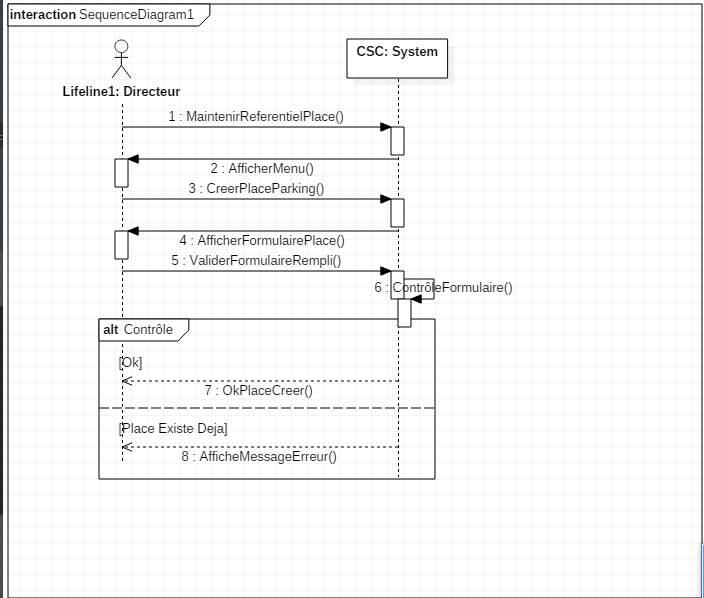 interaction SequenceDiagram1
CSC: System
Lifeline1: Directeur
1 : MaintenirReferentielPlace()
2 : AfficherMenu()
3 : CreerPlaceParking()
4 : AfficherFormulairePlace()
5 : ValiderFormulaireRempli()
6 : ContrôleFormulaire()
alt Contrôle
[Ok]
7 : OkPlaceCreer()
[Place Existe Deja]
8 : AfficheMessageErreur()